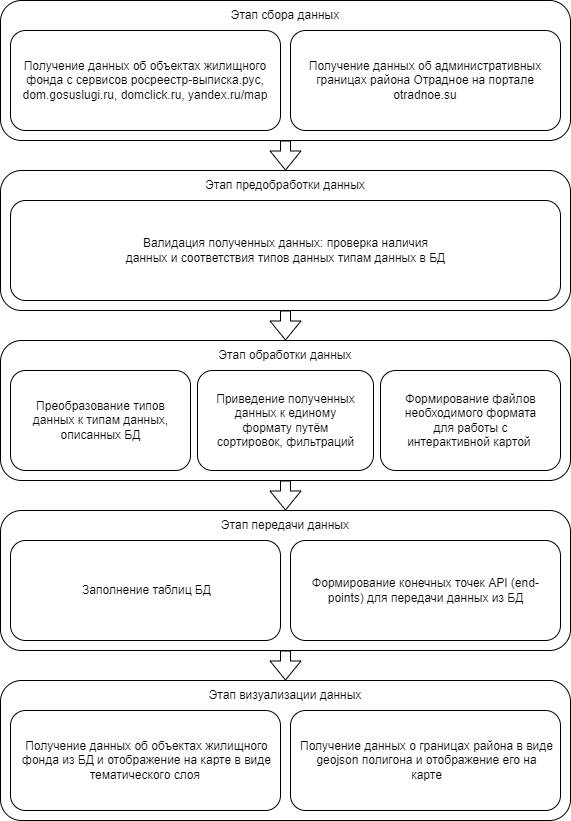 Этап сбора данных
Получение данных об объектах жилищного
фонда с сервисов росреестр-выписка.рус,
dom.gosuslugi.ru, domclick.ru, yandex.ru/map
Получение данных об административных
границах района Отрадное на портале
otradnoe.su
Этап предобработки данных
Валидация полученных данных: проверка наличия
данных и соответствия типов данных типам данных в БД
Этап обработки данных
Преобразование типов
данных к типам данных,
описанных БД
Приведение полученных
данных к единому
формату путём
сортировок, фильтраций
Формирование файлов
необходимого формата
для работы с
интерактивной картой
Этап передачи данных
Заполнение таблиц БД
Формирование конечных точек API (end-
points) для передачи данных из БД
Этап визуализации данных
Получение данных об объектах жилищного
фонда из БД и отображение на карте в виде
тематического слоя
Получение данных о границах района в виде
geojson полигона и отображение его на
карте